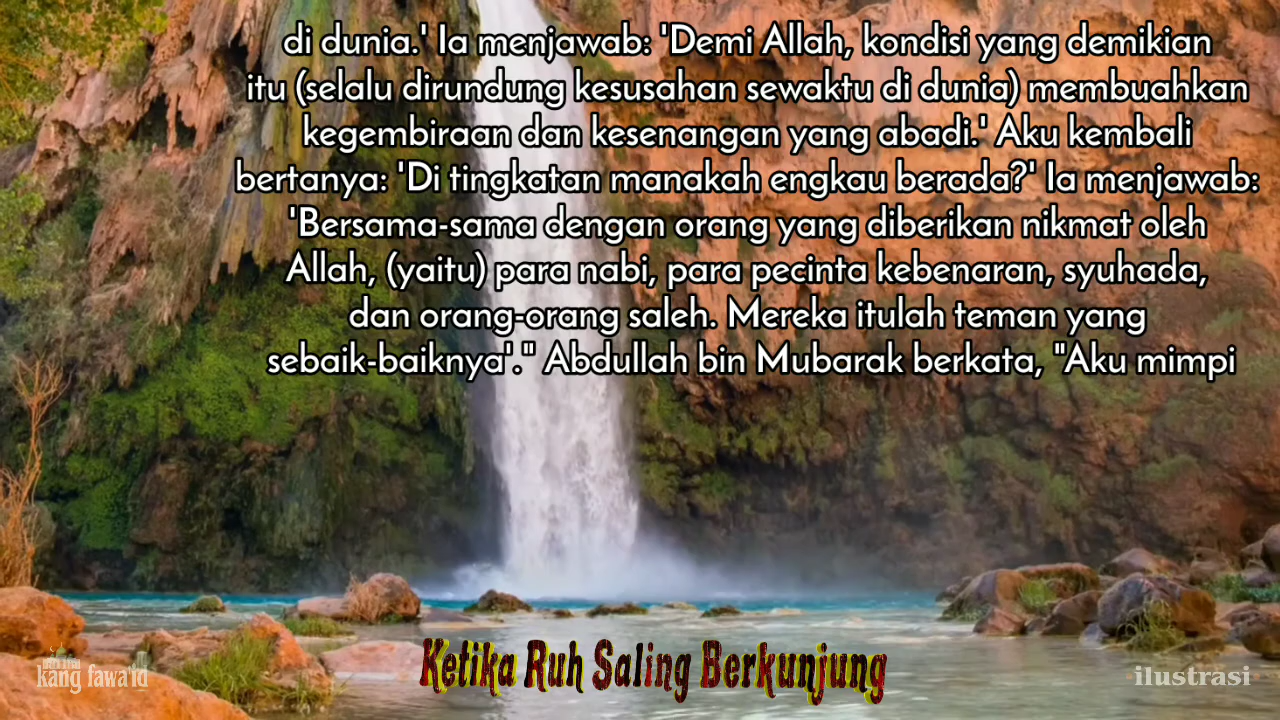 di dunia.' Ia menjawab: 'Demi Allah, kondisi yang demikian
itu (selalu dirundung kesusahan sewaktu di dunia) membuahkan
kegembiraan dan kesenangan yang abadi.' Aku kembali
bertanya: 'Di tingkatan manakah engkau berada?' Ia menjawab:
'Bersama-sama dengan orang yang diberikan nikmat oleh
Allah, (yaitu) para nabi, para pecinta kebenaran, syuhada,
dan orang-orang saleh. Mereka itulah teman yang
sebaik-baiknya'." Abdullah bin Mubarak berkata, "Aku mimpi
Ketika Ruh Saling Berkunjung
kang fawa'id
ilustrasi